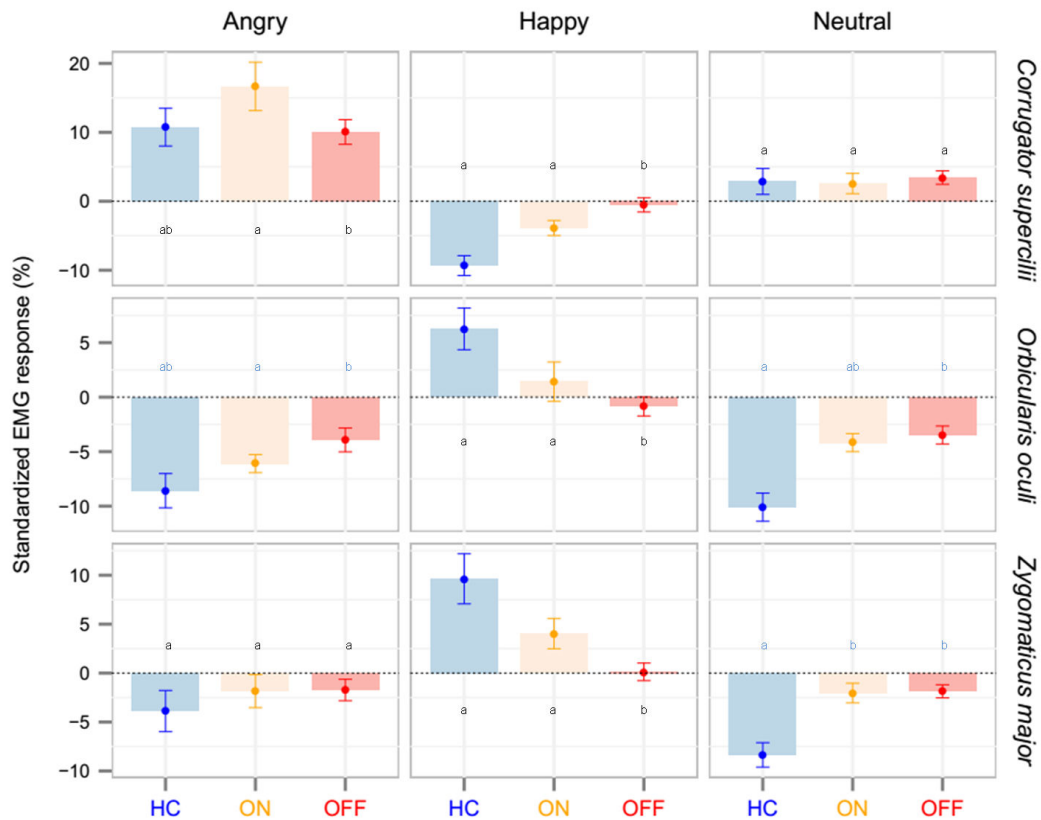 Angry Happy Neutral
Standardized EMG response (%)
20
10
0
−10
ab a b
a a b
a a a
Corrugator supercilii
5
0
−5
−10
ab a b
a a b
a ab b
Orbicularis oculi
10
5
0
−5
−10
a a a
a a b
a b b
Zygomaticus major
HC ON OFF HC ON OFF HC ON OFF